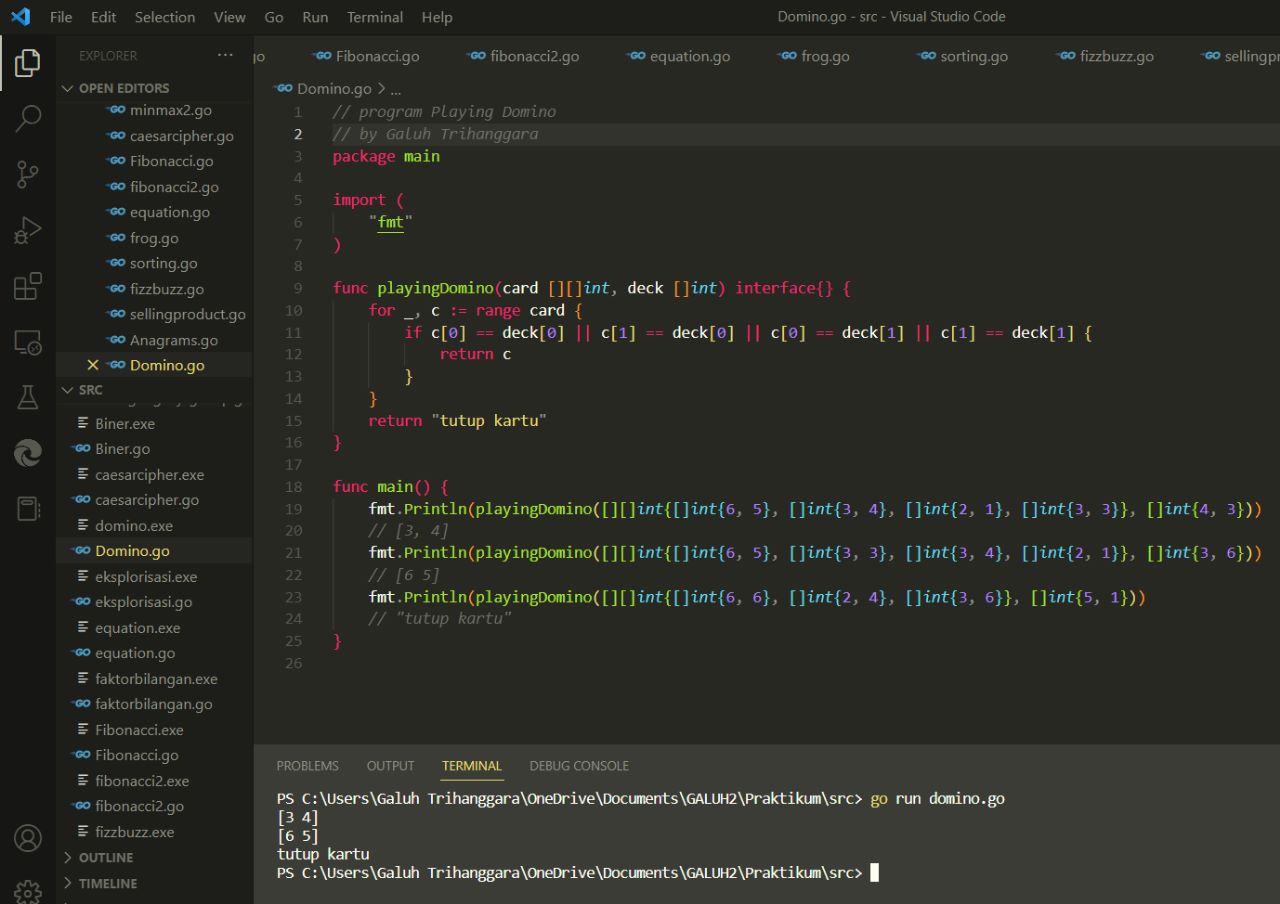 File Edit Selection View Go Run Terminal Help
Domino.go - src - Visual Studio Code
EXPLORER
OPEN EDITORS
minmax2.go
caesarcipher.go
Fibonacci.go
fibonacci2.go
equation.go
frog.go
sorting.go
fizzbuzz.go
sellingproduct.go
Anagrams.go
Domino.go
SRC
Biner.exe
Biner.go
caesarcipher.exe
caesarcipher.go
domino.exe
Domino.go
eksplorisasi.exe
eksplorisasi.go
equation.exe
equation.go
faktorbilangan.exe
faktorbilangan.go
Fibonacci.exe
Fibonacci.go
fibonacci2.exe
fibonacci2.go
fizzbuzz.exe
OUTLINE
TIMELINE
go Fibonacci.go fibonacci2.go equation.go frog.go sorting.go fizzbuzz.go sellingpr
Domino.go > ...
1 // program Playing Domino
2 // by Galuh Trihanggara
3 package main
4
5 import (
6 "fmt"
7 )
8
9 func playingDomino(card [][]int, deck []int) interface{} {
10 for _, c := range card {
11 if c[0] == deck[0] || c[1] == deck[0] || c[0] == deck[1] || c[1] == deck[1] {
12 return c
13 }
14 }
15 return "tutup kartu"
16 }
17
18 func main() {
19 fmt.Println(playingDomino([][]int{[]int{6, 5}, []int{3, 4}, []int{2, 1}, []int{3, 3}}, []int{4, 3}))
20 // [3, 4]
21 fmt.Println(playingDomino([][]int{[]int{6, 5}, []int{3, 3}, []int{3, 4}, []int{2, 1}}, []int{3, 6}))
22 // [6 5]
23 fmt.Println(playingDomino([][]int{[]int{6, 6}, []int{2, 4}, []int{3, 6}}, []int{5, 1}))
24 // "tutup kartu"
25 }
26
PROBLEMS OUTPUT TERMINAL DEBUG CONSOLE
PS C:\Users\Galuh Trihanggara\OneDrive\Documents\GALUH2\Praktikum\src> go run domino.go
[3 4]
[6 5]
tutup kartu
PS C:\Users\Galuh Trihanggara\OneDrive\Documents\GALUH2\Praktikum\src>